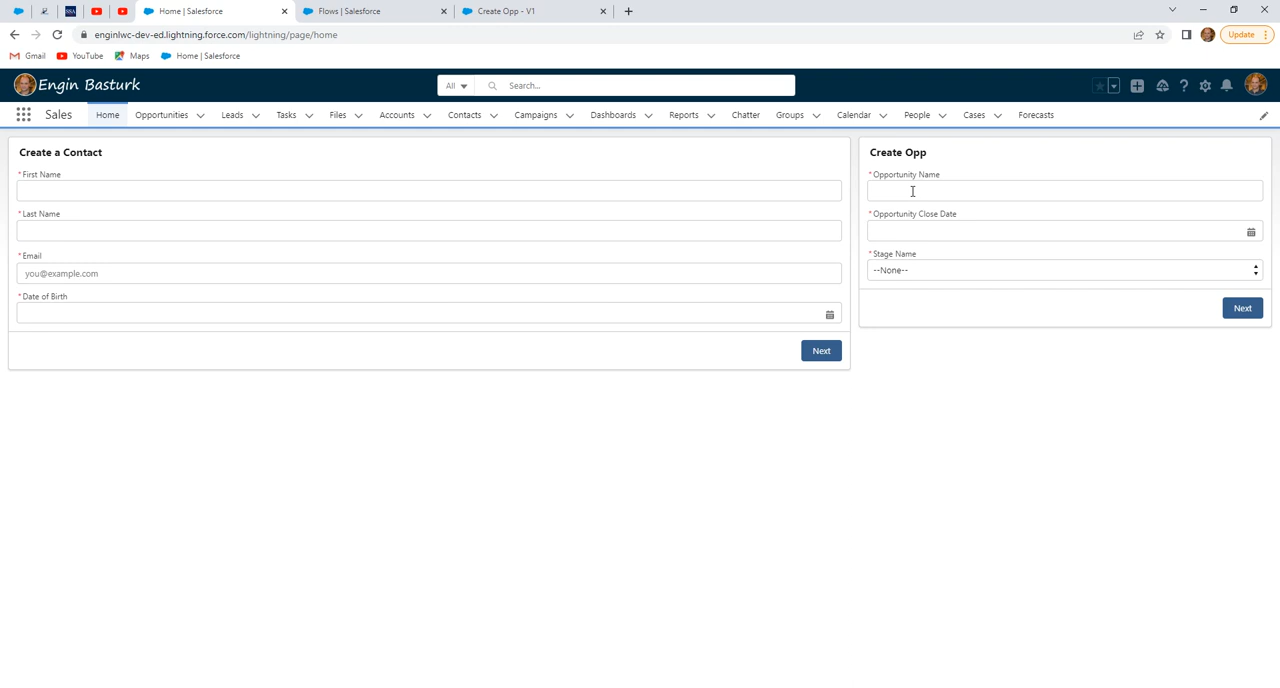 Home | Salesforce
Flows | Salesforce
Create Opp - V1
enginlwc-dev-ed.lightning.force.com/lightning/page/home
Update
Gmail
YouTube
Maps
Home | Salesforce
Engin Basturk
All
Search...
Sales
Home
Opportunities
Leads
Tasks
Files
Accounts
Contacts
Campaigns
Dashboards
Reports
Chatter
Groups
Calendar
People
Cases
Forecasts
Create a Contact
* First Name
* Last Name
* Email
you@example.com
* Date of Birth
Next
Create Opp
* Opportunity Name
* Opportunity Close Date
* Stage Name
--None--
Next